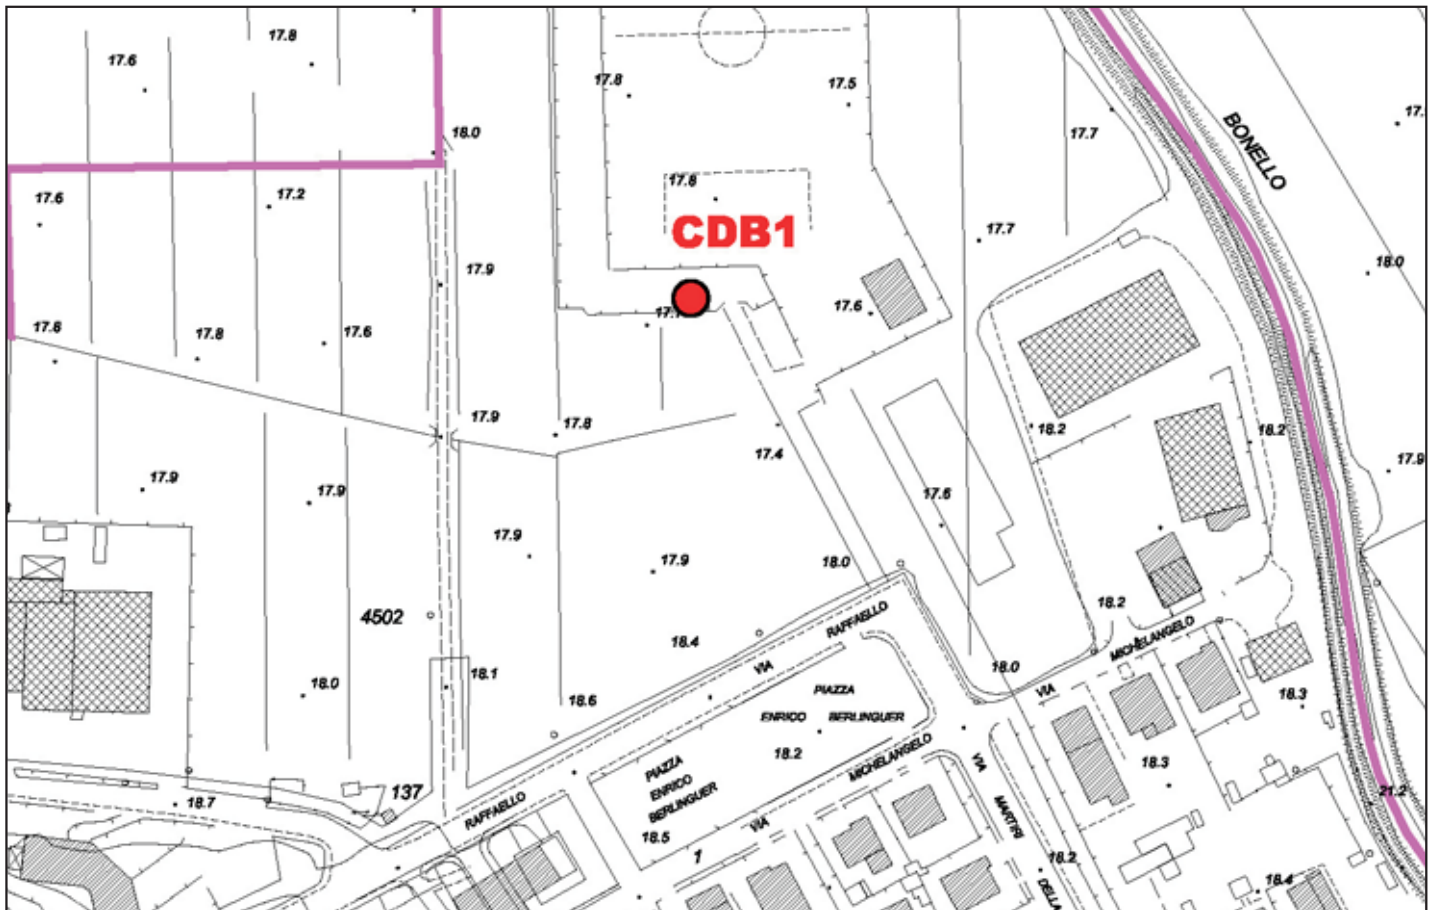 17.8
17.6
17.8
17.5
17.
18.0
17.7
BONELLO
17.8
17.6
17.2
CDB1
17.7
17.9
18.0
17.6
17.8
17.6
17.9
17.8
18.2
18.2
17.4
17.9
17.9
17.9
17.6
17.9
17.9
18.0
4502
18.2
RAFFAELLO
MICHELANGELO
18.4
VIA
18.0
18.1
18.0
VIA
18.3
PIAZZA
ENRICO BERLINGUER
18.6
18.2
MICHELANGELO
VIA
18.3
PIAZZA
ENRICO
BERLINGUER
137
21.2
18.7
RAFFAELLO
MARTIRI
VIA
18.5
1
18.2
18.4
DELLA